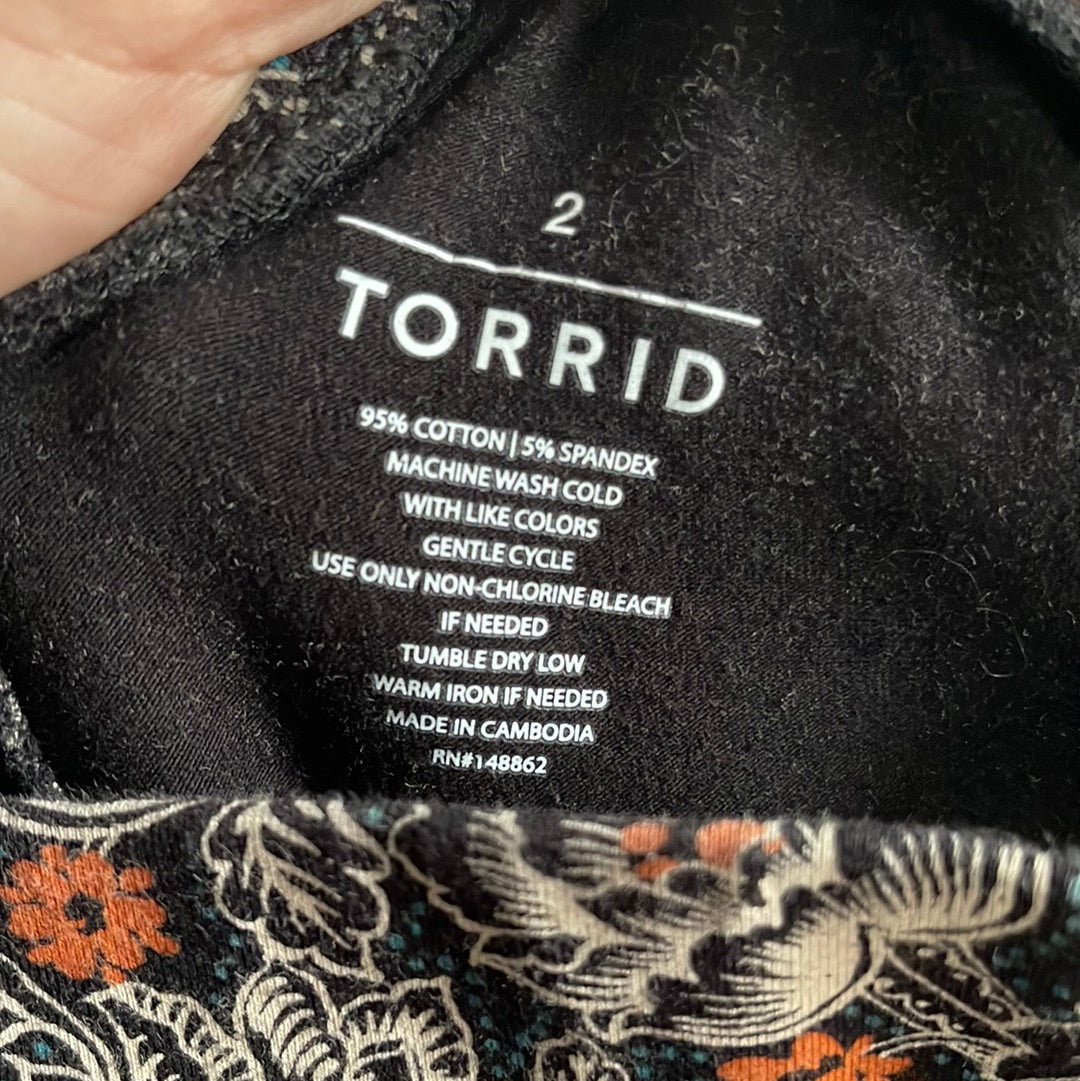 2
TORRID
95% COTTON | 5% SPANDEX
MACHINE WASH COLD
WITH LIKE COLORS
GENTLE CYCLE
USE ONLY NON-CHLORINE BLEACH
IF NEEDED
TUMBLE DRY LOW
WARM IRON IF NEEDED
MADE IN CAMBODIA
RN#148862